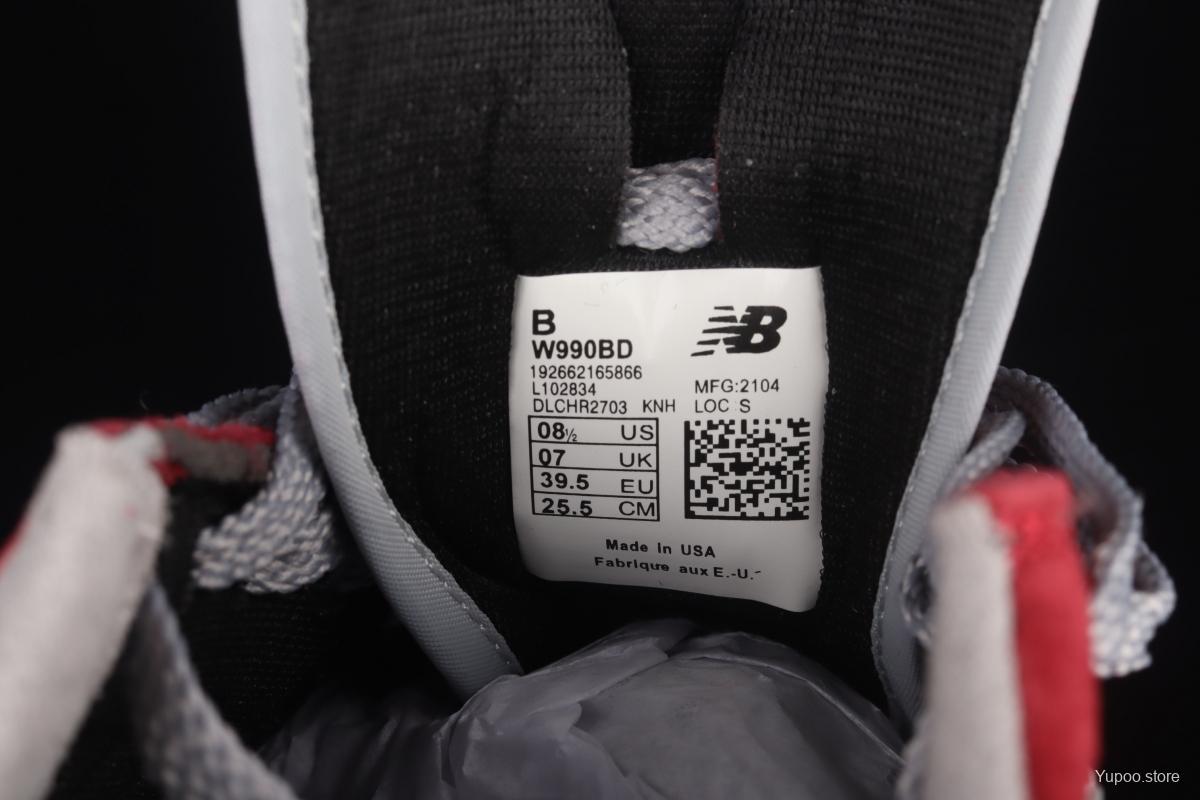 B
NB
W990BD
192662165866
L102834
MFG:2104
DLCHR2703 KNH
LOC S
08½ US
07 UK
39.5 EU
25.5 CM
Made In USA
Fabrique aux E.-U.
Yupoo.store